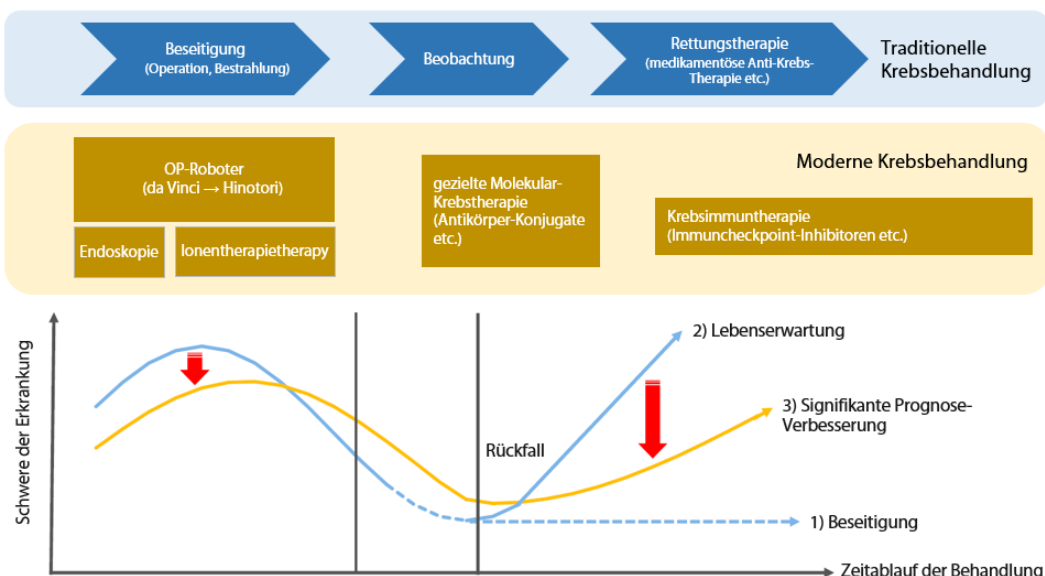 Beseitigung
(Operation, Bestrahlung)
Beobachtung
Rettungstherapie
(medikamentöse Anti-Krebs-
Therapie etc.)
Traditionelle
Krebsbehandlung
Moderne Krebsbehandlung
OP-Roboter
(da Vinci → Hinotori)
Endoskopie
Ionentherapietherapy
gezielte Molekular-
Krebstherapie
(Antikörper-Konjugate
etc.)
Krebsimmuntherapie
(Immuncheckpoint-Inhibitoren etc.)
Schwere der Erkrankung
2) Lebenserwartung
3) Signifikante Prognose-
Verbesserung
Rückfall
1) Beseitigung
Zeitablauf der Behandlung